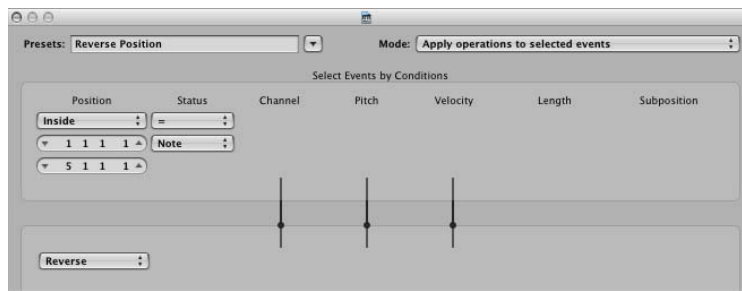 Presets: Reverse Position Mode: Apply operations to selected events
Select Events by Conditions
Position Status Channel Pitch Velocity Length Subposition
Inside =
1 1 1 1 Note
5 1 1 1
Reverse